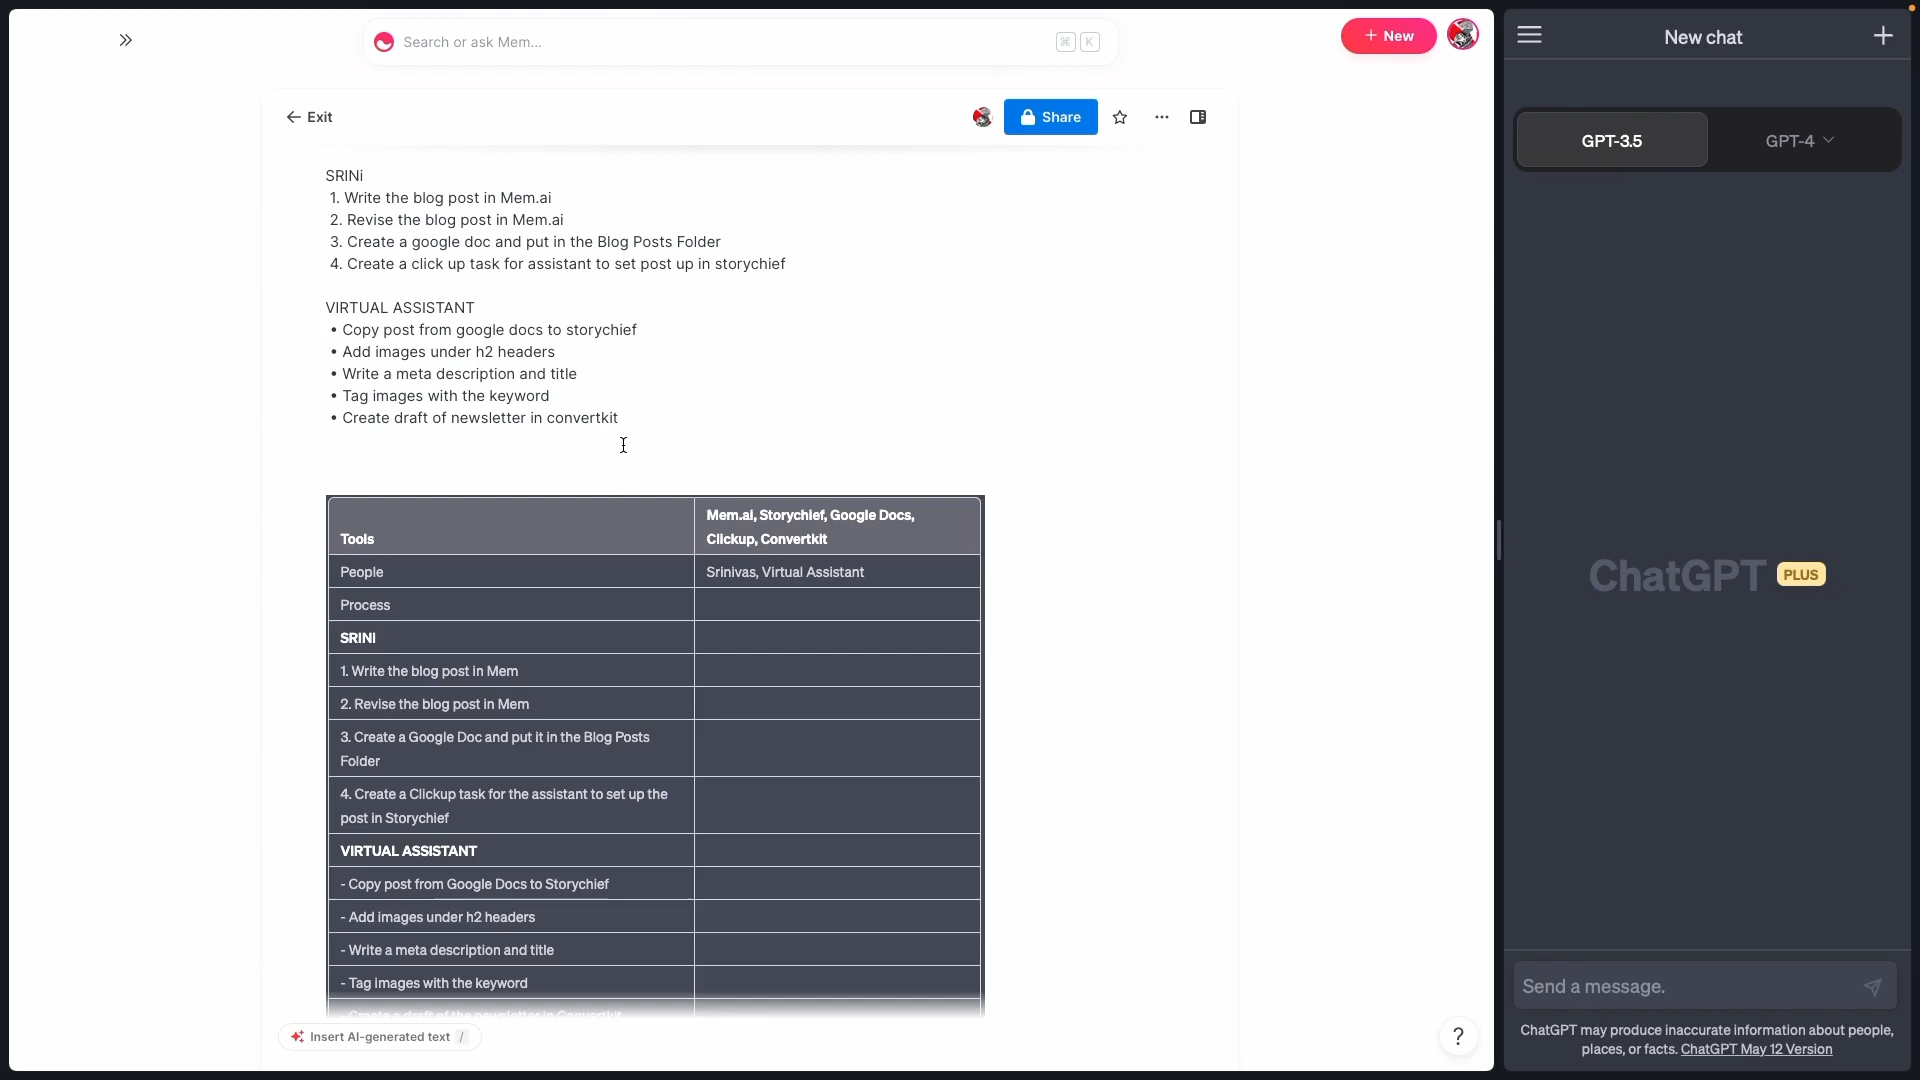 Search or ask Mem...
⌘ K
+ New
← Exit
Share
SRINi
1. Write the blog post in Mem.ai
2. Revise the blog post in Mem.ai
3. Create a google doc and put in the Blog Posts Folder
4. Create a click up task for assistant to set post up in storychief
VIRTUAL ASSISTANT
• Copy post from google docs to storychief
• Add images under h2 headers
• Write a meta description and title
• Tag images with the keyword
• Create draft of newsletter in convertkit
Tools
Mem.ai, Storychief, Google Docs,
Clickup, Convertkit
People
Srinivas, Virtual Assistant
Process
SRINI
1. Write the blog post in Mem
2. Revise the blog post in Mem
3. Create a Google Doc and put it in the Blog Posts
Folder
4. Create a Clickup task for the assistant to set up the
post in Storychief
VIRTUAL ASSISTANT
- Copy post from Google Docs to Storychief
- Add images under h2 headers
- Write a meta description and title
- Tag images with the keyword
- Create a draft of the newsletter in Convertkit
Insert AI-generated text /
?
New chat
GPT-3.5
GPT-4
ChatGPT PLUS
Send a message.
ChatGPT may produce inaccurate information about people,
places, or facts. ChatGPT May 12 Version